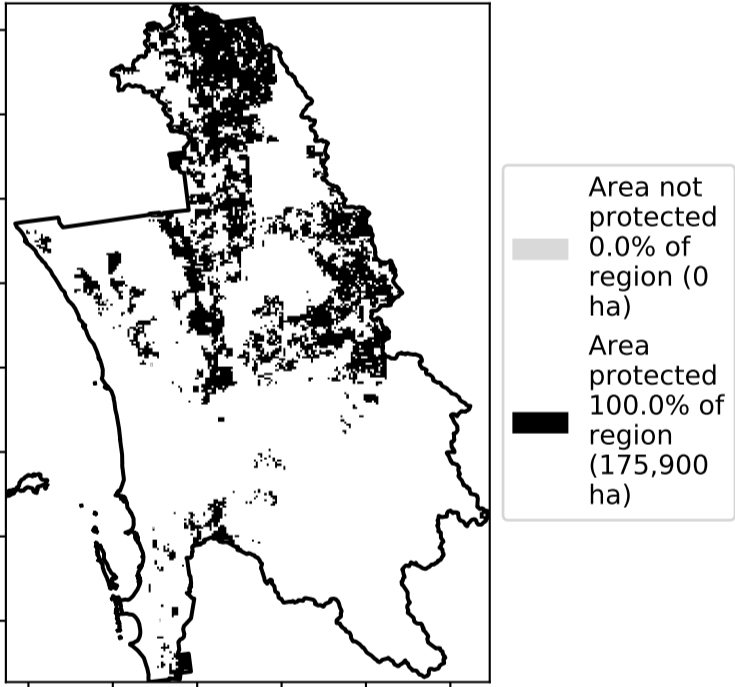 Area not
protected
0.0% of
region (0
ha)
Area
protected
100.0% of
region
(175,900
ha)